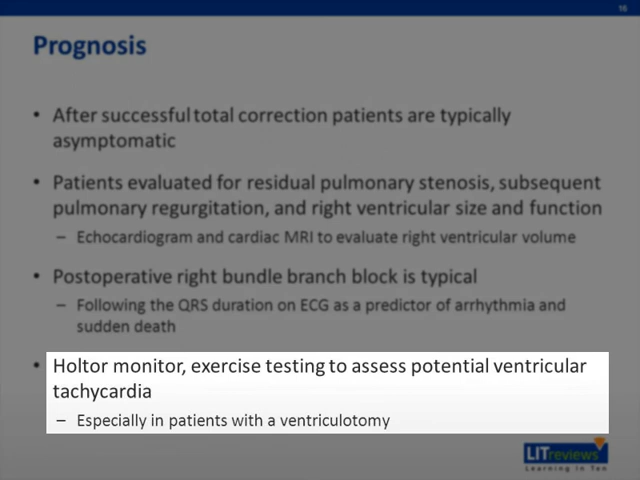 16
Prognosis
• After successful total correction patients are typically
asymptomatic
• Patients evaluated for residual pulmonary stenosis, subsequent
pulmonary regurgitation, and right ventricular size and function
– Echocardiogram and cardiac MRI to evaluate right ventricular volume
• Postoperative right bundle branch block is typical
– Following the QRS duration on ECG as a predictor of arrhythmia and
sudden death
• Holtor monitor, exercise testing to assess potential ventricular
tachycardia
– Especially in patients with a ventriculotomy
LITreviews
Learning In Ten